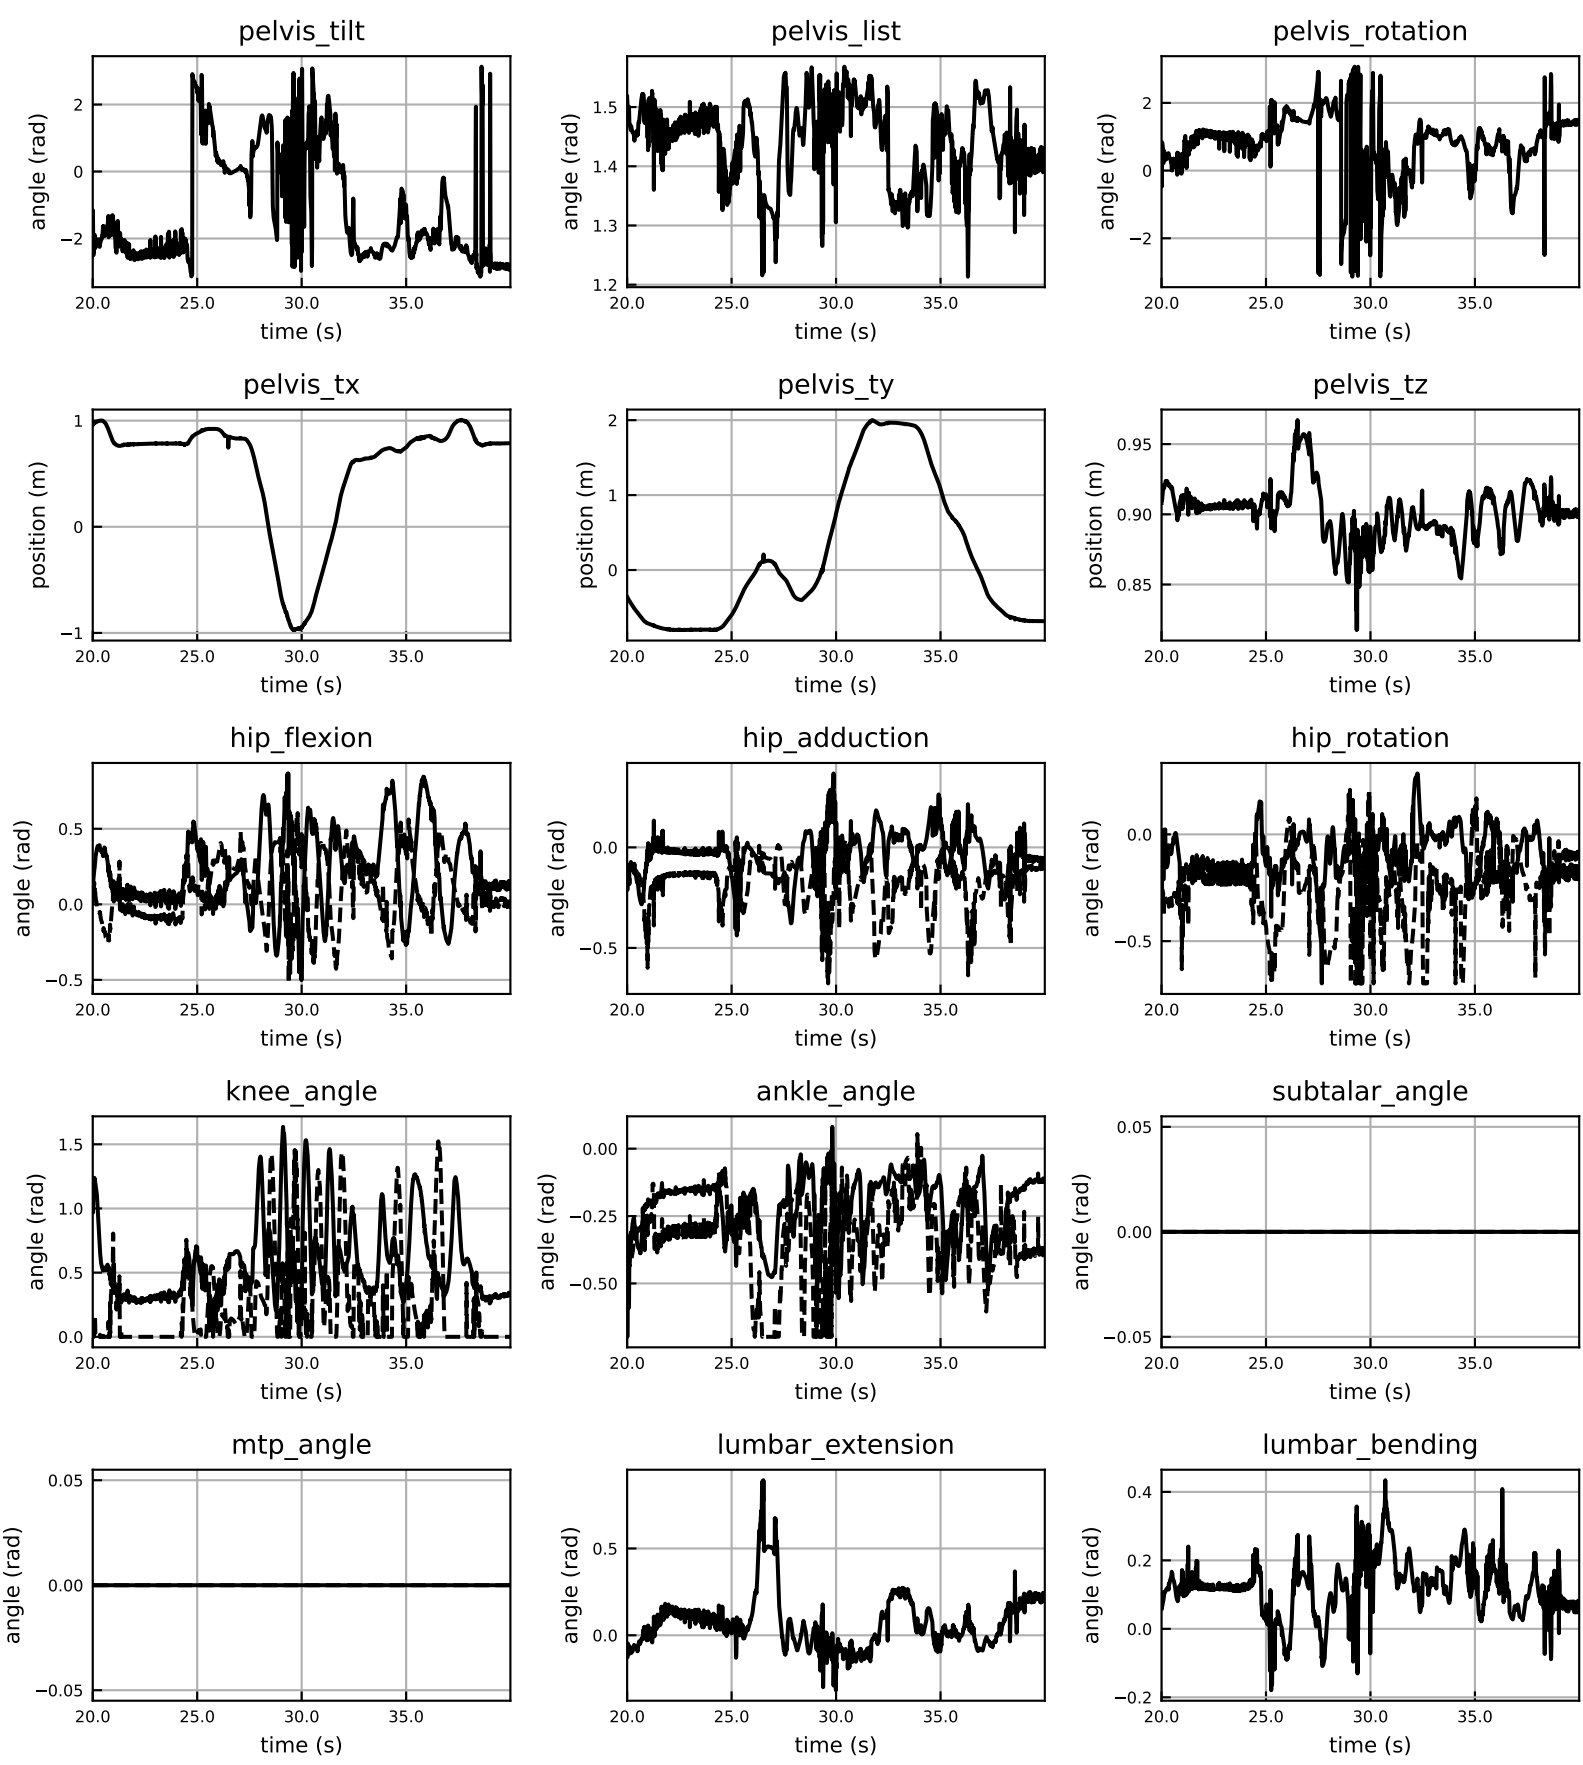 pelvis_tilt
pelvis_list
pelvis_rotation
angle (rad)
2
0
−2
20.0 25.0 30.0 35.0
time (s)
angle (rad)
1.5
1.4
1.3
1.2
20.0 25.0 30.0 35.0
time (s)
angle (rad)
2
0
−2
20.0 25.0 30.0 35.0
time (s)
pelvis_tx
pelvis_ty
pelvis_tz
position (m)
1
0
−1
20.0 25.0 30.0 35.0
time (s)
position (m)
2
1
0
20.0 25.0 30.0 35.0
time (s)
position (m)
0.95
0.90
0.85
20.0 25.0 30.0 35.0
time (s)
hip_flexion
hip_adduction
hip_rotation
angle (rad)
0.5
0.0
−0.5
20.0 25.0 30.0 35.0
time (s)
angle (rad)
0.0
−0.5
20.0 25.0 30.0 35.0
time (s)
angle (rad)
0.0
−0.5
20.0 25.0 30.0 35.0
time (s)
knee_angle
ankle_angle
subtalar_angle
angle (rad)
1.5
1.0
0.5
0.0
20.0 25.0 30.0 35.0
time (s)
angle (rad)
0.00
−0.25
−0.50
20.0 25.0 30.0 35.0
time (s)
angle (rad)
0.05
0.00
−0.05
20.0 25.0 30.0 35.0
time (s)
mtp_angle
lumbar_extension
lumbar_bending
angle (rad)
0.05
0.00
−0.05
20.0 25.0 30.0 35.0
time (s)
angle (rad)
0.5
0.0
20.0 25.0 30.0 35.0
time (s)
angle (rad)
0.4
0.2
0.0
−0.2
20.0 25.0 30.0 35.0
time (s)